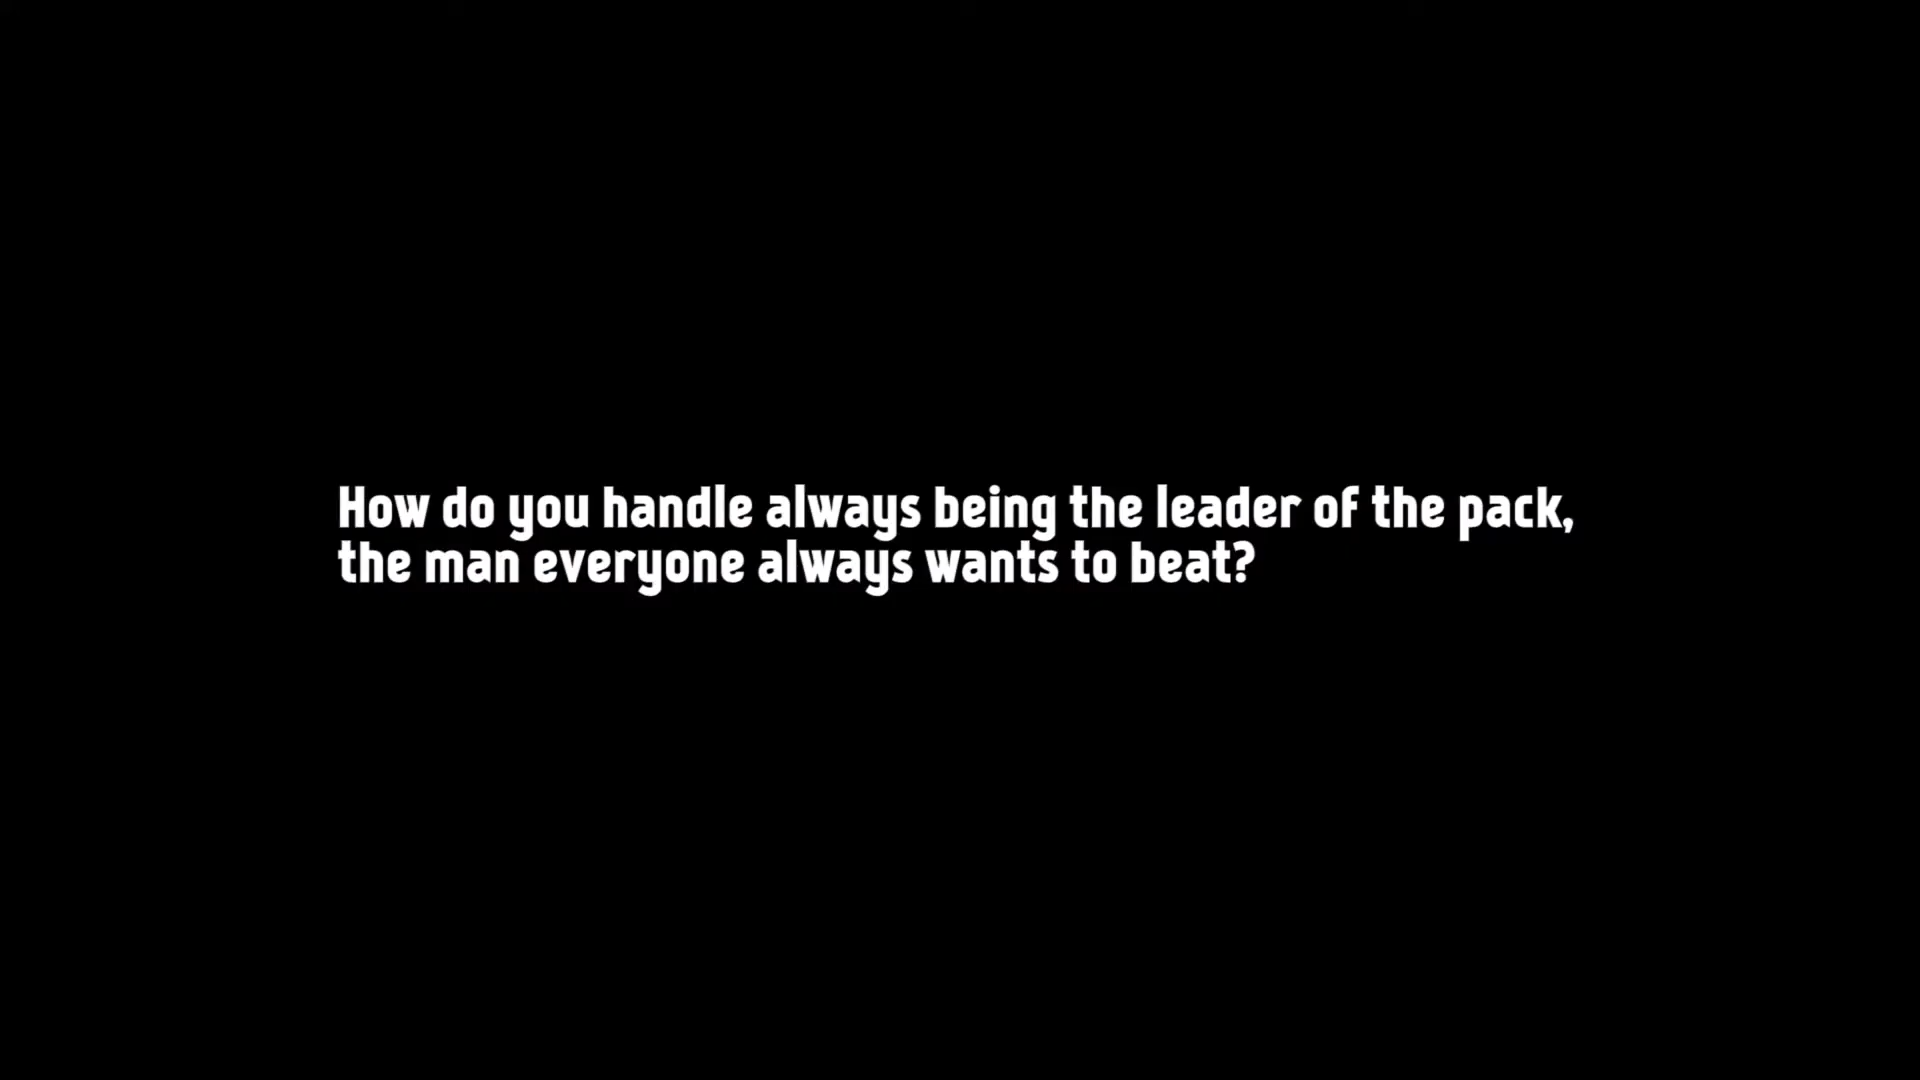 How do you handle always being the leader of the pack,
the man everyone always wants to beat?